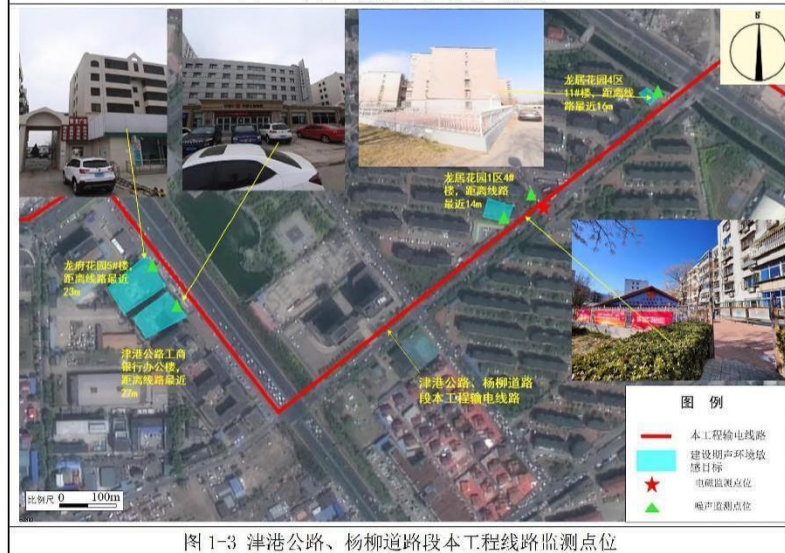 N
龙居花园4区
11#楼，距离线
路最近16m
龙居花园1区4#
楼，距离线路
最近14m
龙府花园5#楼，
距离线路最近
23m
津港公路工商
银行办公楼，
距离线路最近
27m
津港公路、杨柳道路
段本工程输电线路
图 例
本工程输电线路
建设期声环境敏
感目标
电磁监测点位
噪声监测点位
比例尺 0 100m
图 1-3 津港公路、杨柳道路段本工程线路监测点位